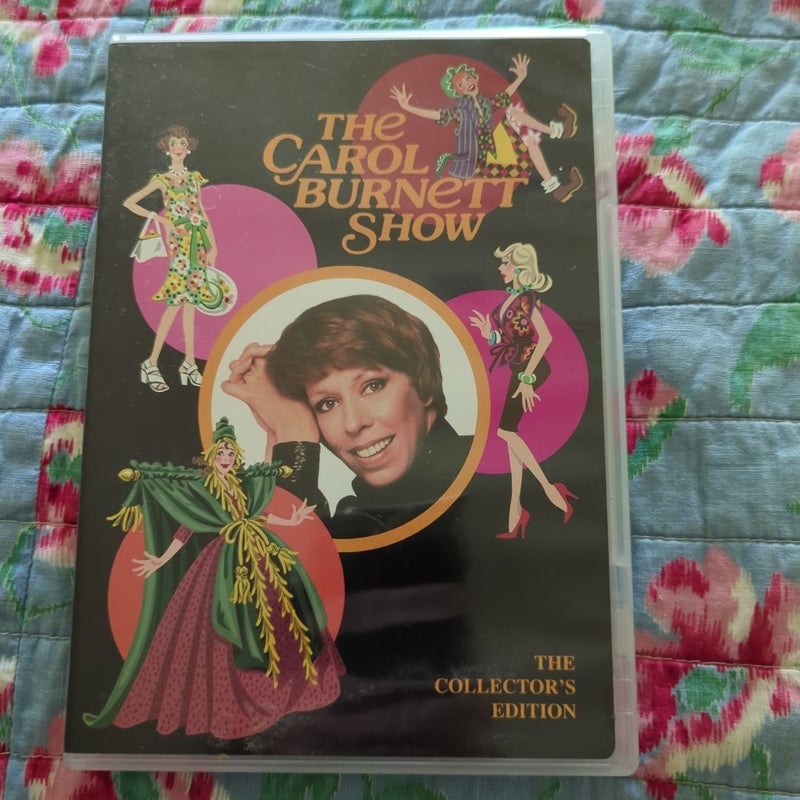 THE
CAROL
BURNETT
SHOW
THE
COLLECTOR'S
EDITION